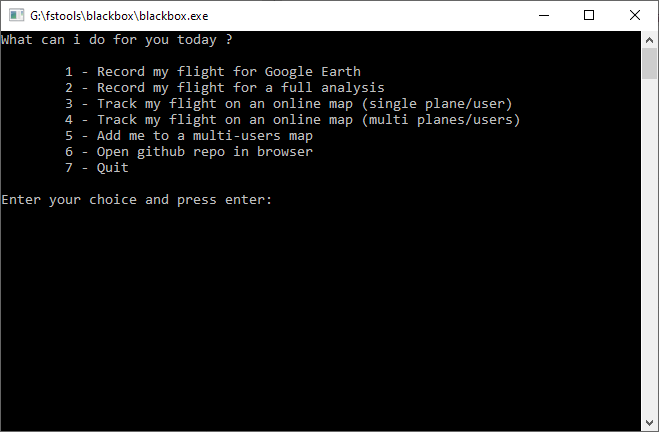 G:\fstools\blackbox\blackbox.exe
What can i do for you today ?
1 - Record my flight for Google Earth
2 - Record my flight for a full analysis
3 - Track my flight on an online map (single plane/user)
4 - Track my flight on an online map (multi planes/users)
5 - Add me to a multi-users map
6 - Open github repo in browser
7 - Quit
Enter your choice and press enter: